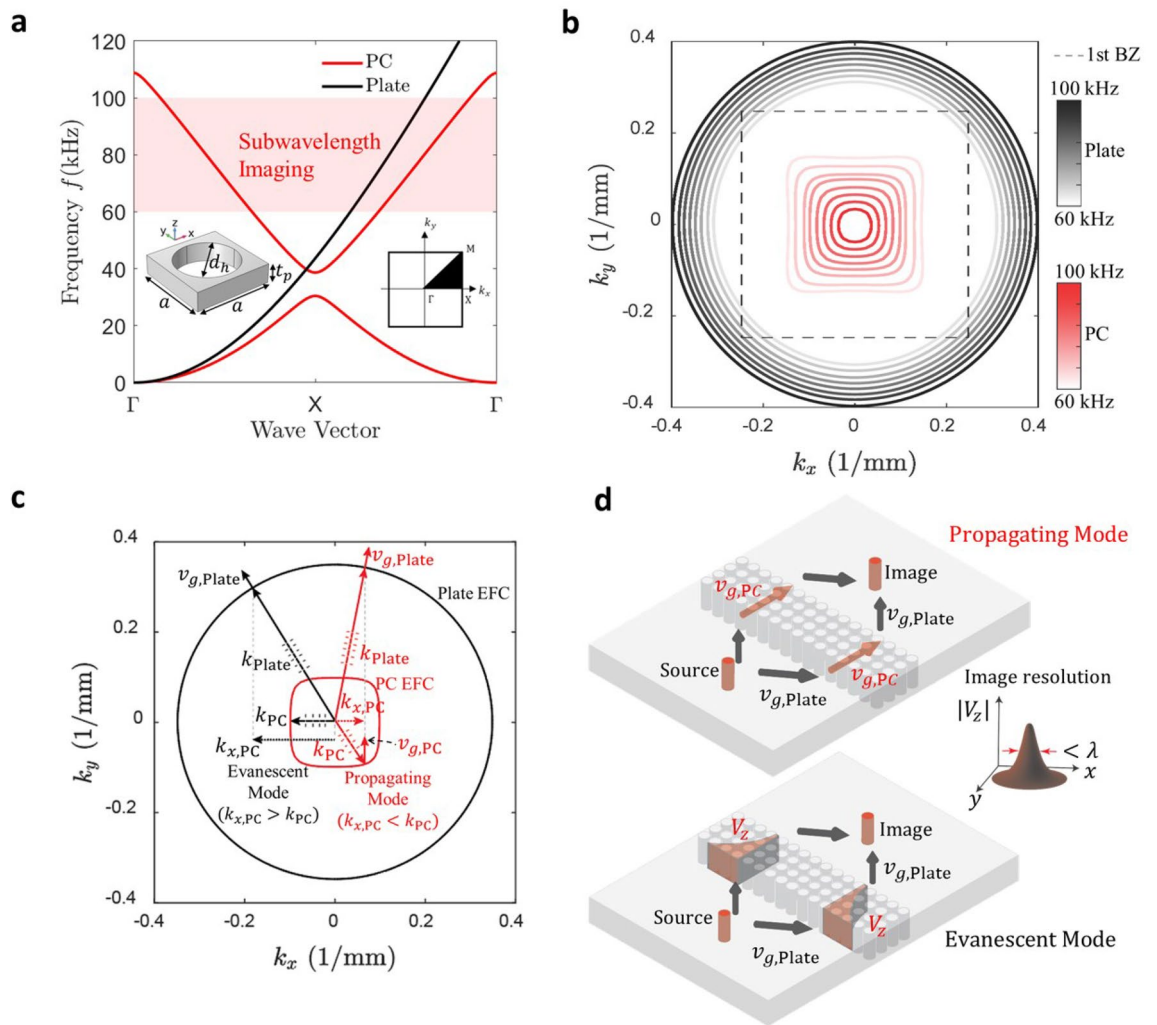 a
120
100
80
60
40
20
0
Frequency f (kHz)
PC
Plate
Subwavelength
Imaging
z
y
x
d_h
t_p
a
a
k_y
M
Γ
X
k_x
Γ
X
Γ
Wave Vector
b
0.4
0.2
0
-0.2
-0.4
k_y (1/mm)
-0.4
-0.2
0
0.2
0.4
k_x (1/mm)
1st BZ
100 kHz
Plate
60 kHz
100 kHz
PC
60 kHz
c
0.4
0.2
0
-0.2
-0.4
k_y (1/mm)
v_g,Plate
v_g,Plate
Plate EFC
k_Plate
k_Plate
PC EFC
k_x,PC
k_PC
k_x,PC
k_PC
v_g,PC
Evanescent
Mode
(k_x,PC > k_PC)
Propagating
Mode
(k_x,PC < k_PC)
-0.4
-0.2
0
0.2
0.4
k_x (1/mm)
d
Propagating Mode
Image
v_g,PC
v_g,Plate
Source
v_g,PC
v_g,Plate
Image resolution
|V_z|
< λ
x
y
V_z
Image
v_g,Plate
Source
V_z
v_g,Plate
Evanescent Mode